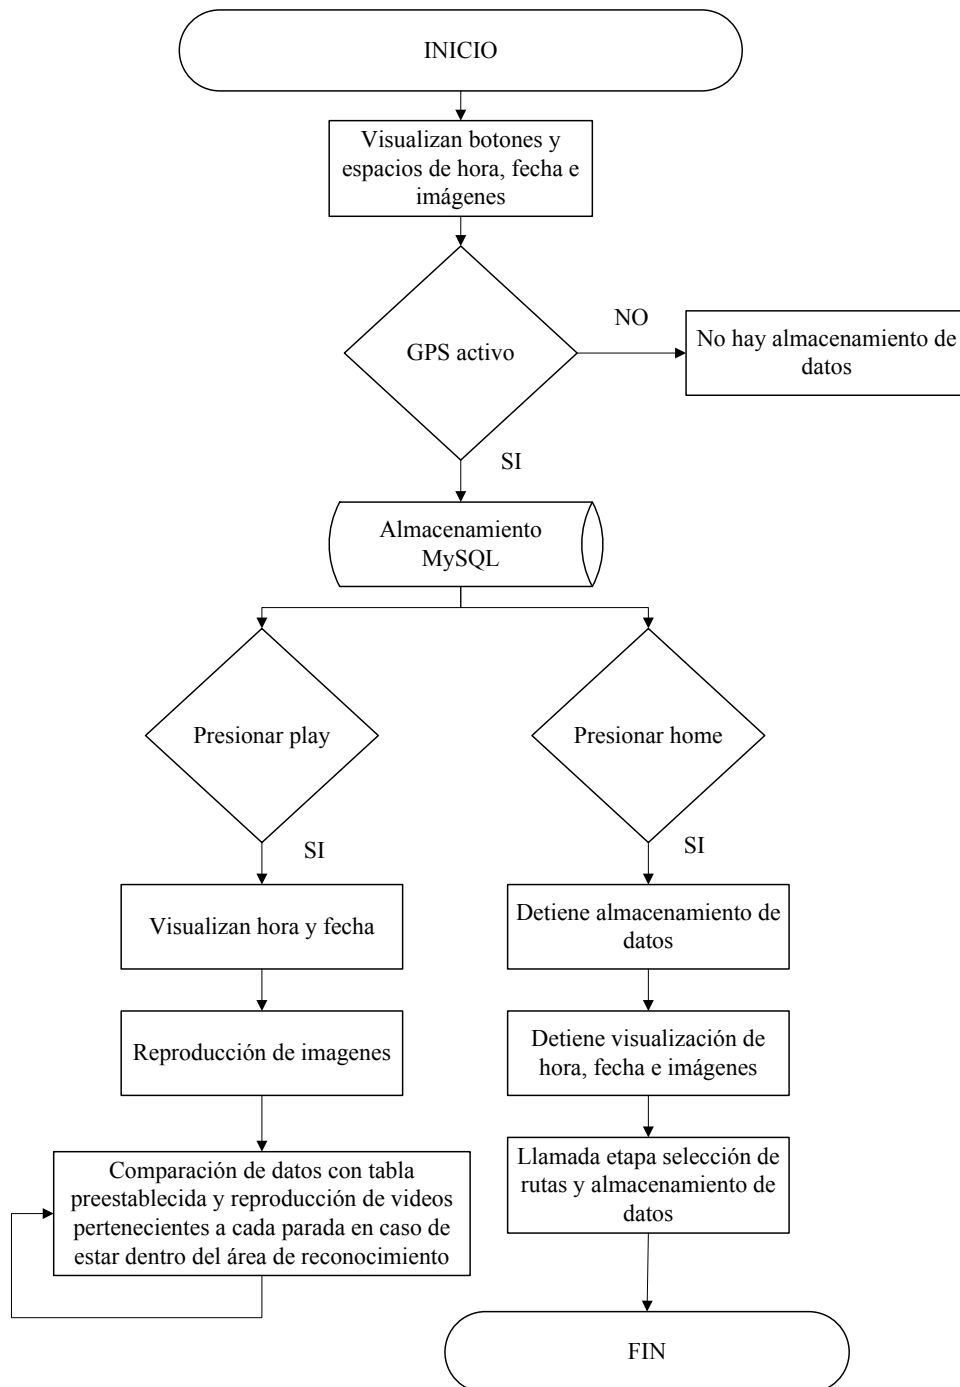 INICIO
Visualizan botones y
espacios de hora, fecha e
imágenes
GPS activo
NO
No hay almacenamiento de
datos
SI
Almacenamiento
MySQL
Presionar play
Presionar home
SI
SI
Visualizan hora y fecha
Detiene almacenamiento de
datos
Reproducción de imagenes
Detiene visualización de
hora, fecha e imágenes
Comparación de datos con tabla
preestablecida y reproducción de videos
pertenecientes a cada parada en caso de
estar dentro del área de reconocimiento
Llamada etapa selección de
rutas y almacenamiento de
datos
FIN